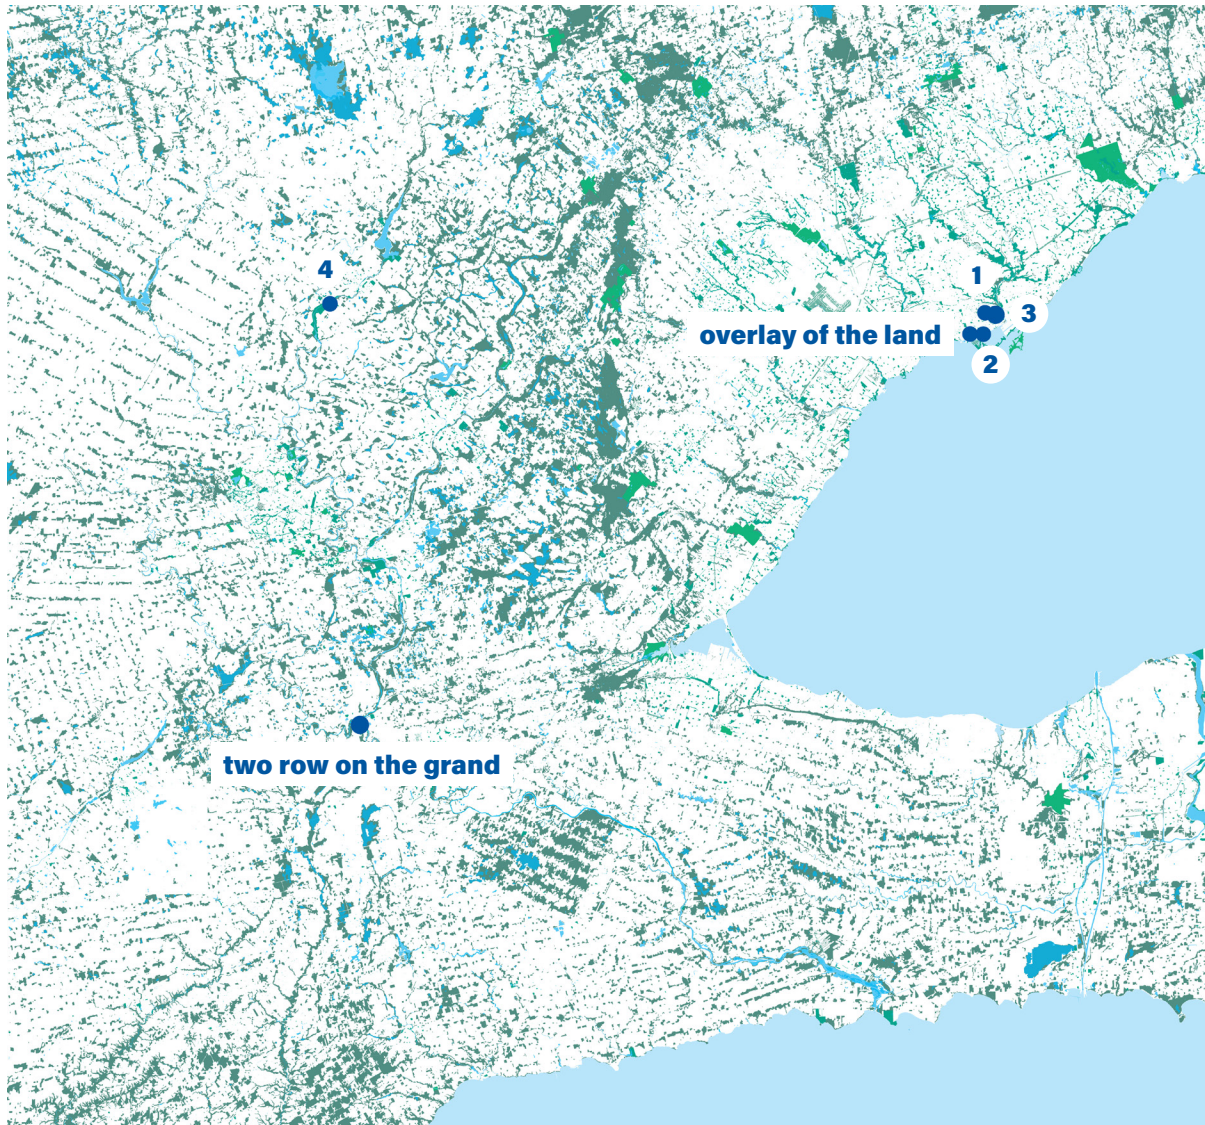 4
1
3
overlay of the land
2
two row on the grand